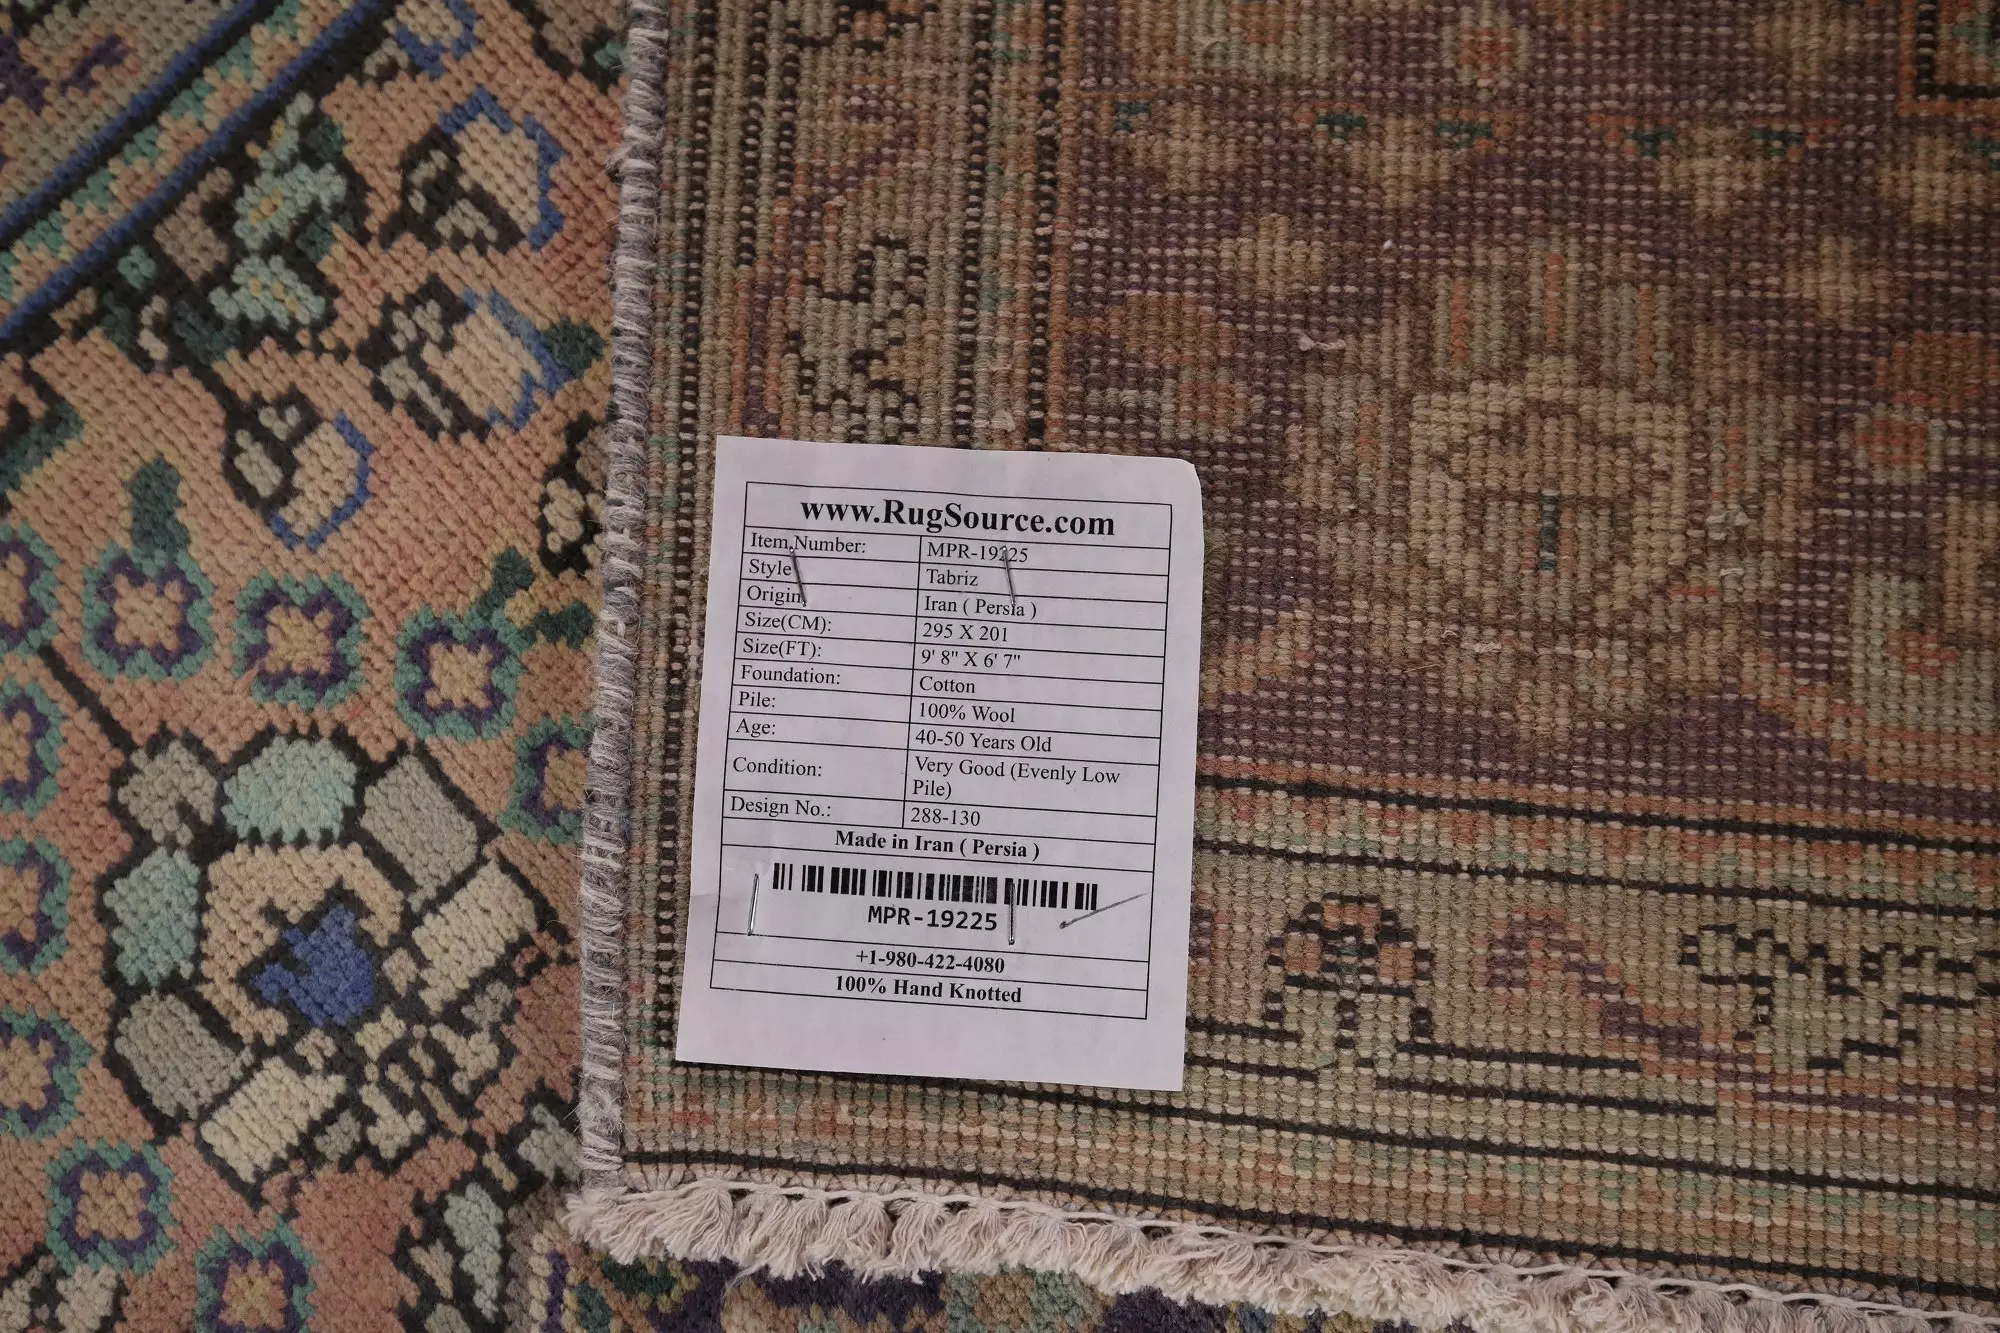 www.RugSource.com
Item Number: MPR-19225
Style Tabriz
Origin Iran ( Persia )
Size(CM): 295 X 201
Size(FT): 9' 8" X 6' 7"
Foundation: Cotton
Pile: 100% Wool
Age: 40-50 Years Old
Condition: Very Good (Evenly Low
Pile)
Design No.: 288-130
Made in Iran ( Persia )
MPR-19225
+1-980-422-4080
100% Hand Knotted